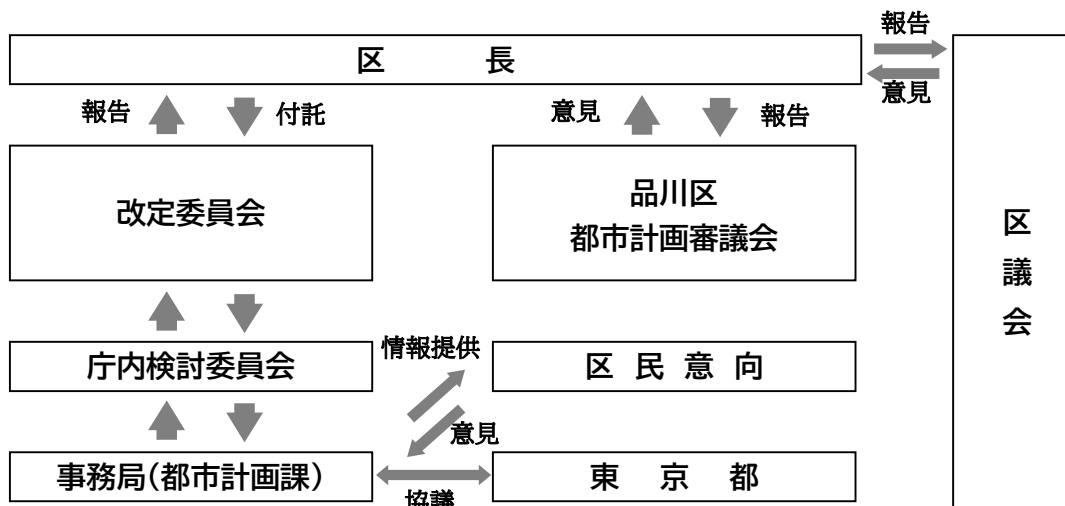 報告
区長
意見
報告
付託
意見
報告
改定委員会
品川区
都市計画審議会
区議会
庁内検討委員会
情報提供
区民意向
意見
事務局(都市計画課)
協議
東京都